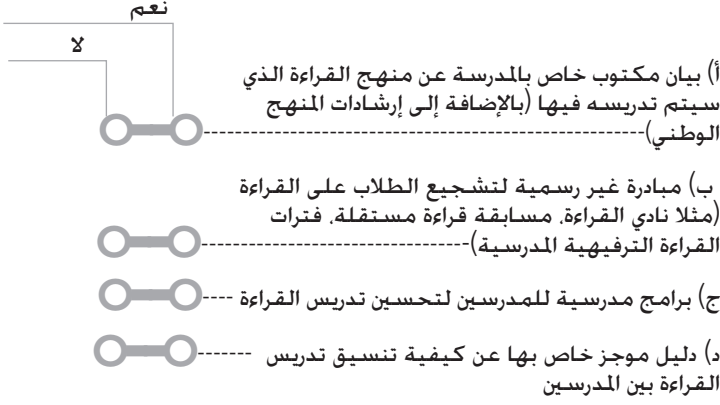 نعم
لا
أ) بيان مكتوب خاص بالمدرسة عن منهج القراءة الذي
سيتم تدريسه فيها (بالإضافة إلى إرشادات المنهج
الوطني)
ب) مبادرة غير رسمية لتشجيع الطلاب على القراءة
(مثلا نادي القراءة، مسابقة قراءة مستقلة، فترات
القراءة الترفيهية المدرسية)
ج) برامج مدرسية للمدرسين لتحسين تدريس القراءة
د) دليل موجز خاص بها عن كيفية تنسيق تدريس
القراءة بين المدرسين